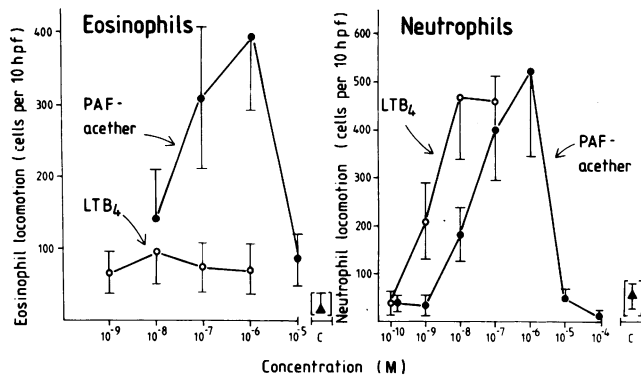 Eosinophils
Eosinophil locomotion (cells per 10 hpf)
400
300
200
100
PAF-
acether
LTB4
10-9
10-8
10-7
10-6
10-5
C
Neutrophils
Neutrophil locomotion (cells per 10 hpf)
500
400
300
200
100
LTB4
PAF-
acether
10-10
10-9
10-8
10-7
10-6
10-5
10-4
C
Concentration (M)